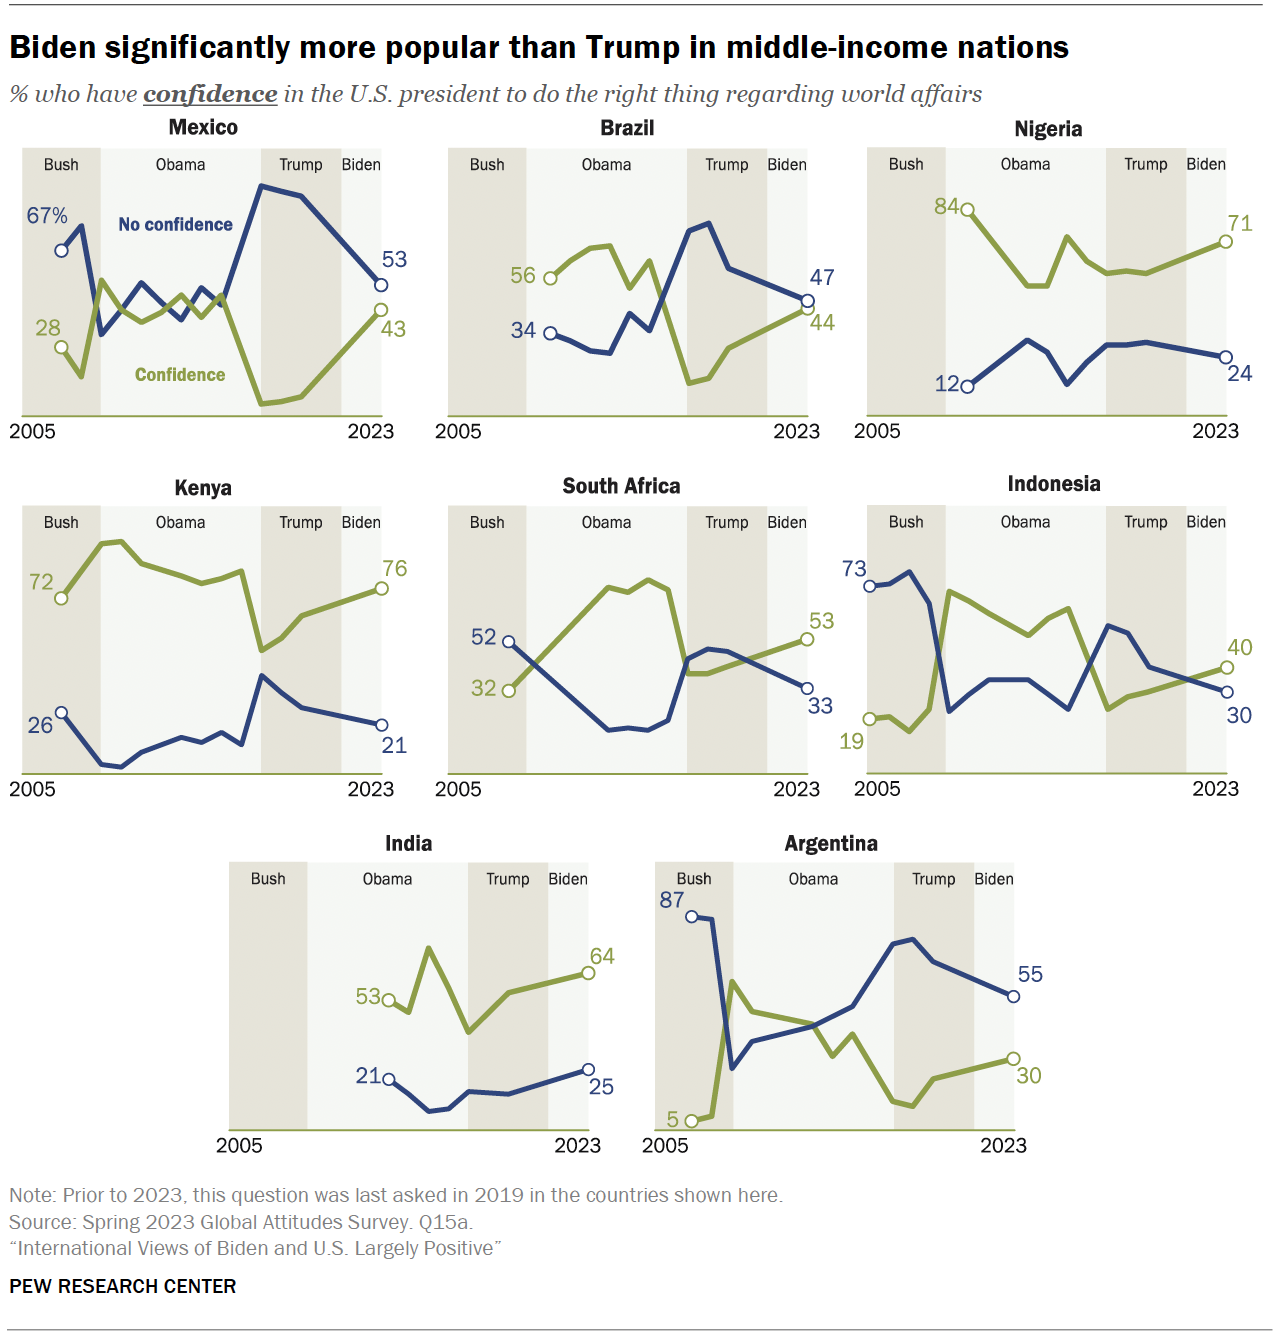 Biden significantly more popular than Trump in middle-income nations
% who have confidence in the U.S. president to do the right thing regarding world affairs
Mexico
Bush Obama Trump Biden
67%
No confidence
53
28
43
Confidence
2005 2023
Brazil
Bush Obama Trump Biden
56
47
34
44
2005 2023
Nigeria
Bush Obama Trump Biden
84
71
12
24
2005 2023
Kenya
Bush Obama Trump Biden
72
76
26
21
2005 2023
South Africa
Bush Obama Trump Biden
52
53
32
33
2005 2023
Indonesia
Bush Obama Trump Biden
73
40
19
30
2005 2023
India
Bush Obama Trump Biden
53
64
21
25
2005 2023
Argentina
Bush Obama Trump Biden
87
55
5
30
2005 2023
Note: Prior to 2023, this question was last asked in 2019 in the countries shown here.
Source: Spring 2023 Global Attitudes Survey. Q15a.
“International Views of Biden and U.S. Largely Positive”
PEW RESEARCH CENTER